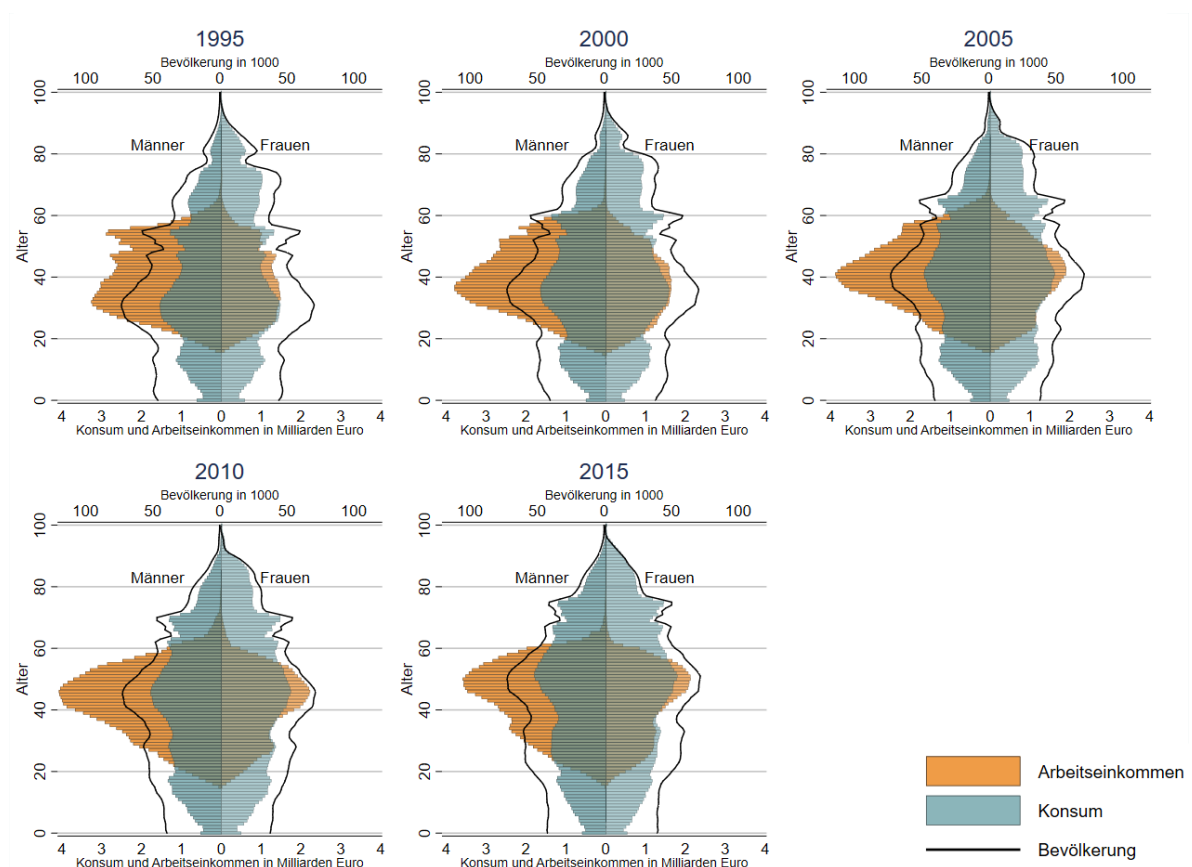 1995
Bevölkerung in 1000
100 50 0 50 100
Männer Frauen
Alter
100
80
60
40
20
0
4 3 2 1 0 1 2 3 4
Konsum und Arbeitseinkommen in Milliarden Euro
2000
Bevölkerung in 1000
100 50 0 50 100
Männer Frauen
Alter
100
80
60
40
20
0
4 3 2 1 0 1 2 3 4
Konsum und Arbeitseinkommen in Milliarden Euro
2005
Bevölkerung in 1000
100 50 0 50 100
Männer Frauen
Alter
100
80
60
40
20
0
4 3 2 1 0 1 2 3 4
Konsum und Arbeitseinkommen in Milliarden Euro
2010
Bevölkerung in 1000
100 50 0 50 100
Männer Frauen
Alter
100
80
60
40
20
0
4 3 2 1 0 1 2 3 4
Konsum und Arbeitseinkommen in Milliarden Euro
2015
Bevölkerung in 1000
100 50 0 50 100
Männer Frauen
Alter
100
80
60
40
20
0
4 3 2 1 0 1 2 3 4
Konsum und Arbeitseinkommen in Milliarden Euro
Arbeitseinkommen
Konsum
Bevölkerung